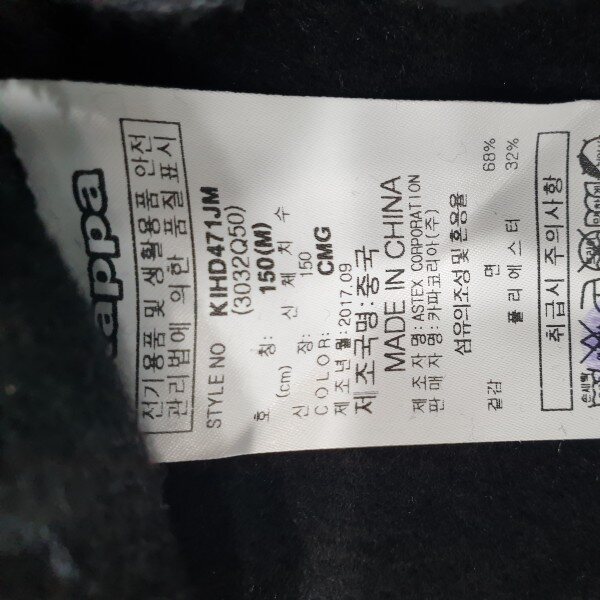 kappa
전기용품 및 생활용품 안전
관리법에 의한 품질표시
STYLE NO KIHD471JM
(3032Q50)
호 칭: 150(M)
(cm) 신 체 치 수
신 장: 150
COLOR: CMG
제조년월: 2017.09
제조국명:중국
MADE IN CHINA
제 조 자 명: ASTEX CORPORATION
판 매 자 명: 카파코리아(주)
섬유의조성및혼용율
겉감 면 68%
폴리에스터 32%
취급시 주의사항
손세탁